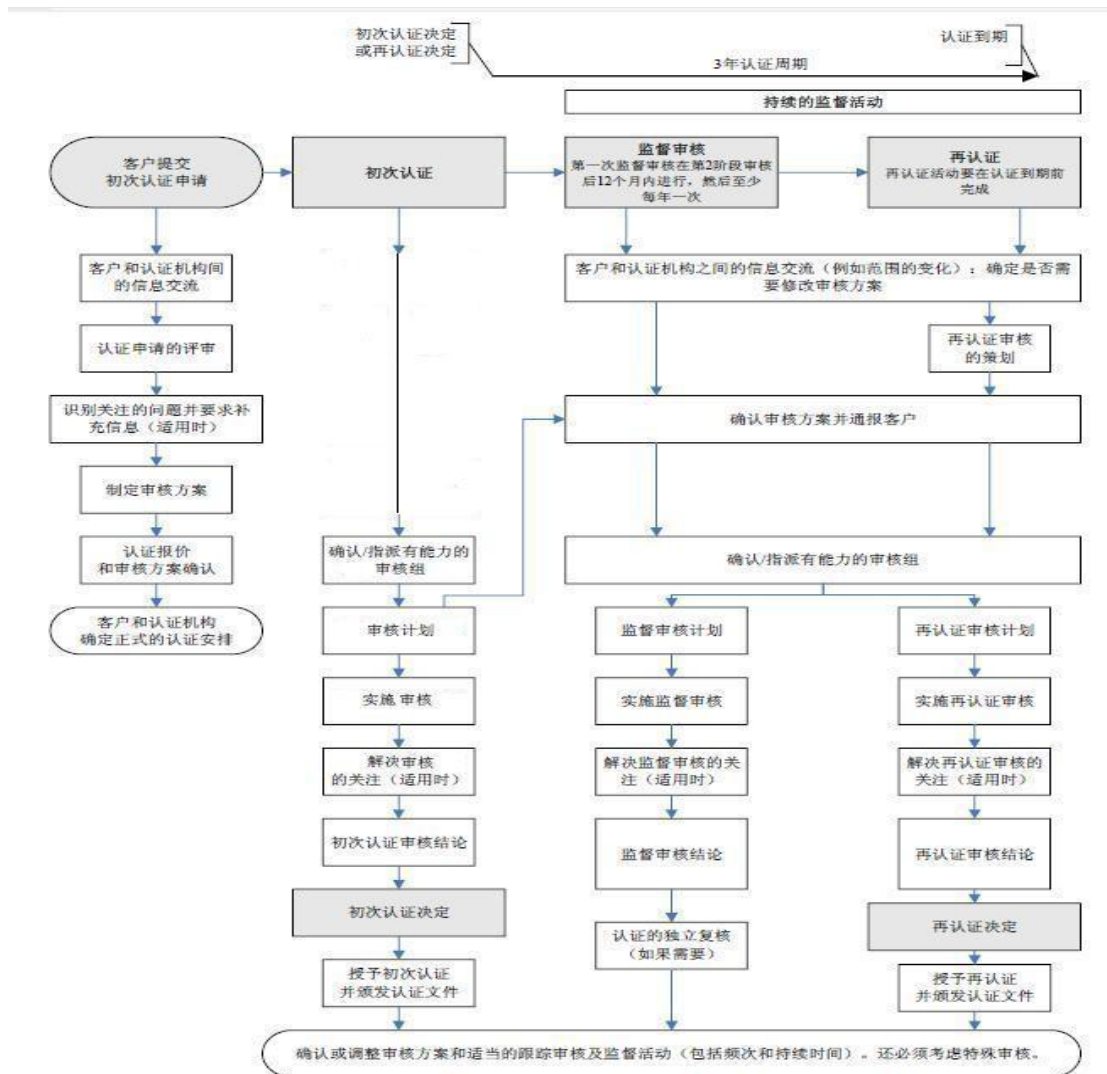 初次认证决定
或再认证决定
认证到期
3年认证周期
持续的监督活动
客户提交
初次认证申请
初次认证
监督审核
第一次监督审核在第2阶段审核
后12个月内进行，然后至少
每年一次
再认证
再认证活动要在认证到期前
完成
客户和认证机构间
的信息交流
客户和认证机构之间的信息交流（例如范围的变化）：确定是否需
要修改审核方案
认证申请的评审
再认证审核
的策划
识别关注的问题并要求补
充信息（适用时）
确认审核方案并通报客户
制定审核方案
认证报价
和审核方案确认
确认/指派有能力的
审核组
确认/指派有能力的审核组
客户和认证机构
确定正式的认证安排
审核计划
监督审核计划
再认证审核计划
实施审核
实施监督审核
实施再认证审核
解决审核
的关注（适用时）
解决监督审核的关
注（适用时）
解决再认证审核的
关注（适用时）
初次认证审核结论
监督审核结论
再认证审核结论
初次认证决定
认证的独立复核
（如果需要）
再认证决定
授予初次认证
并颁发认证文件
授予再认证
并颁发认证文件
确认或调整审核方案和适当的跟踪审核及监督活动（包括频次和持续时间）。还必须考虑特殊审核。